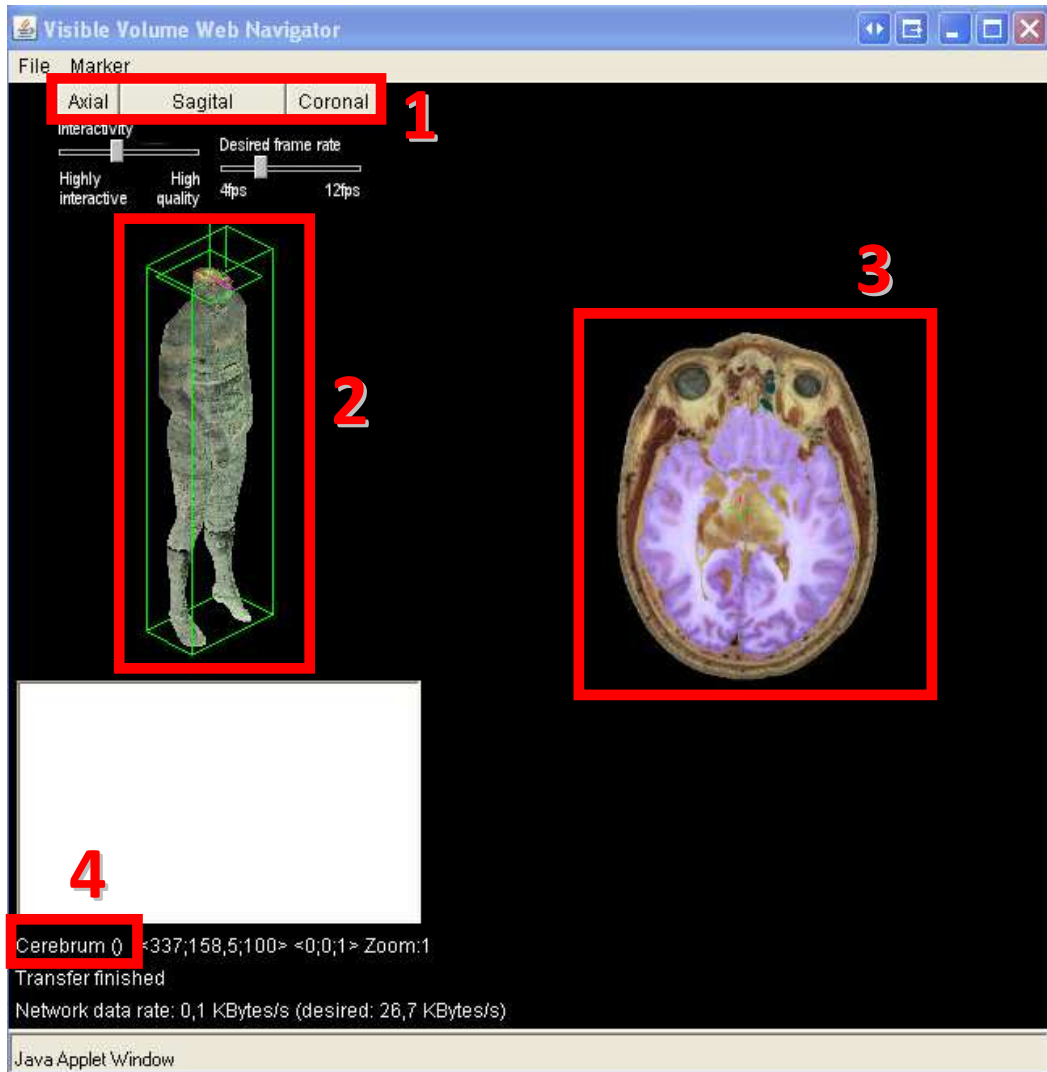 Visible Volume Web Navigator
File Marker
Axial Sagital Coronal
1
Interactivity
Desired frame rate
Highly interactive
High quality
4fps 12fps
2
3
4
Cerebrum () <337;158,5;100> <0;0;1> Zoom:1
Transfer finished
Network data rate: 0,1 KBytes/s (desired: 26,7 KBytes/s)
Java Applet Window